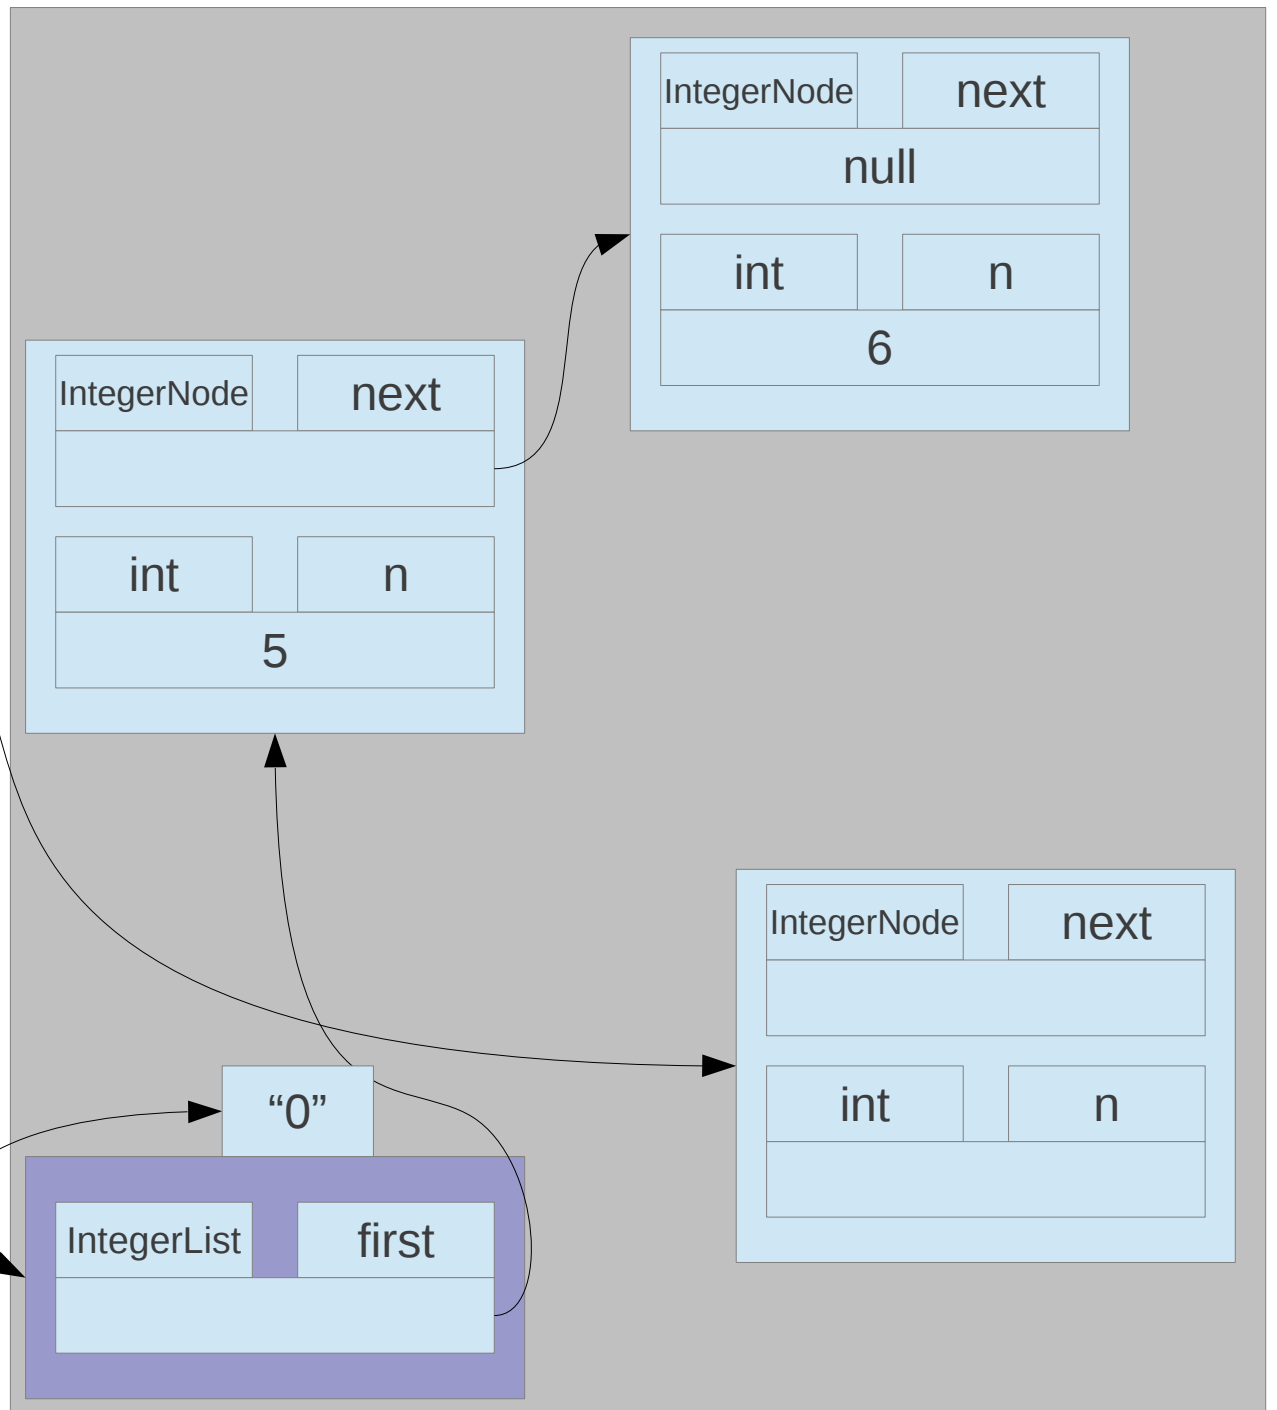 IntegerNode next
null
int n
6
IntegerNode next
int n
5
IntegerNode next
int n
“0”
IntegerList first